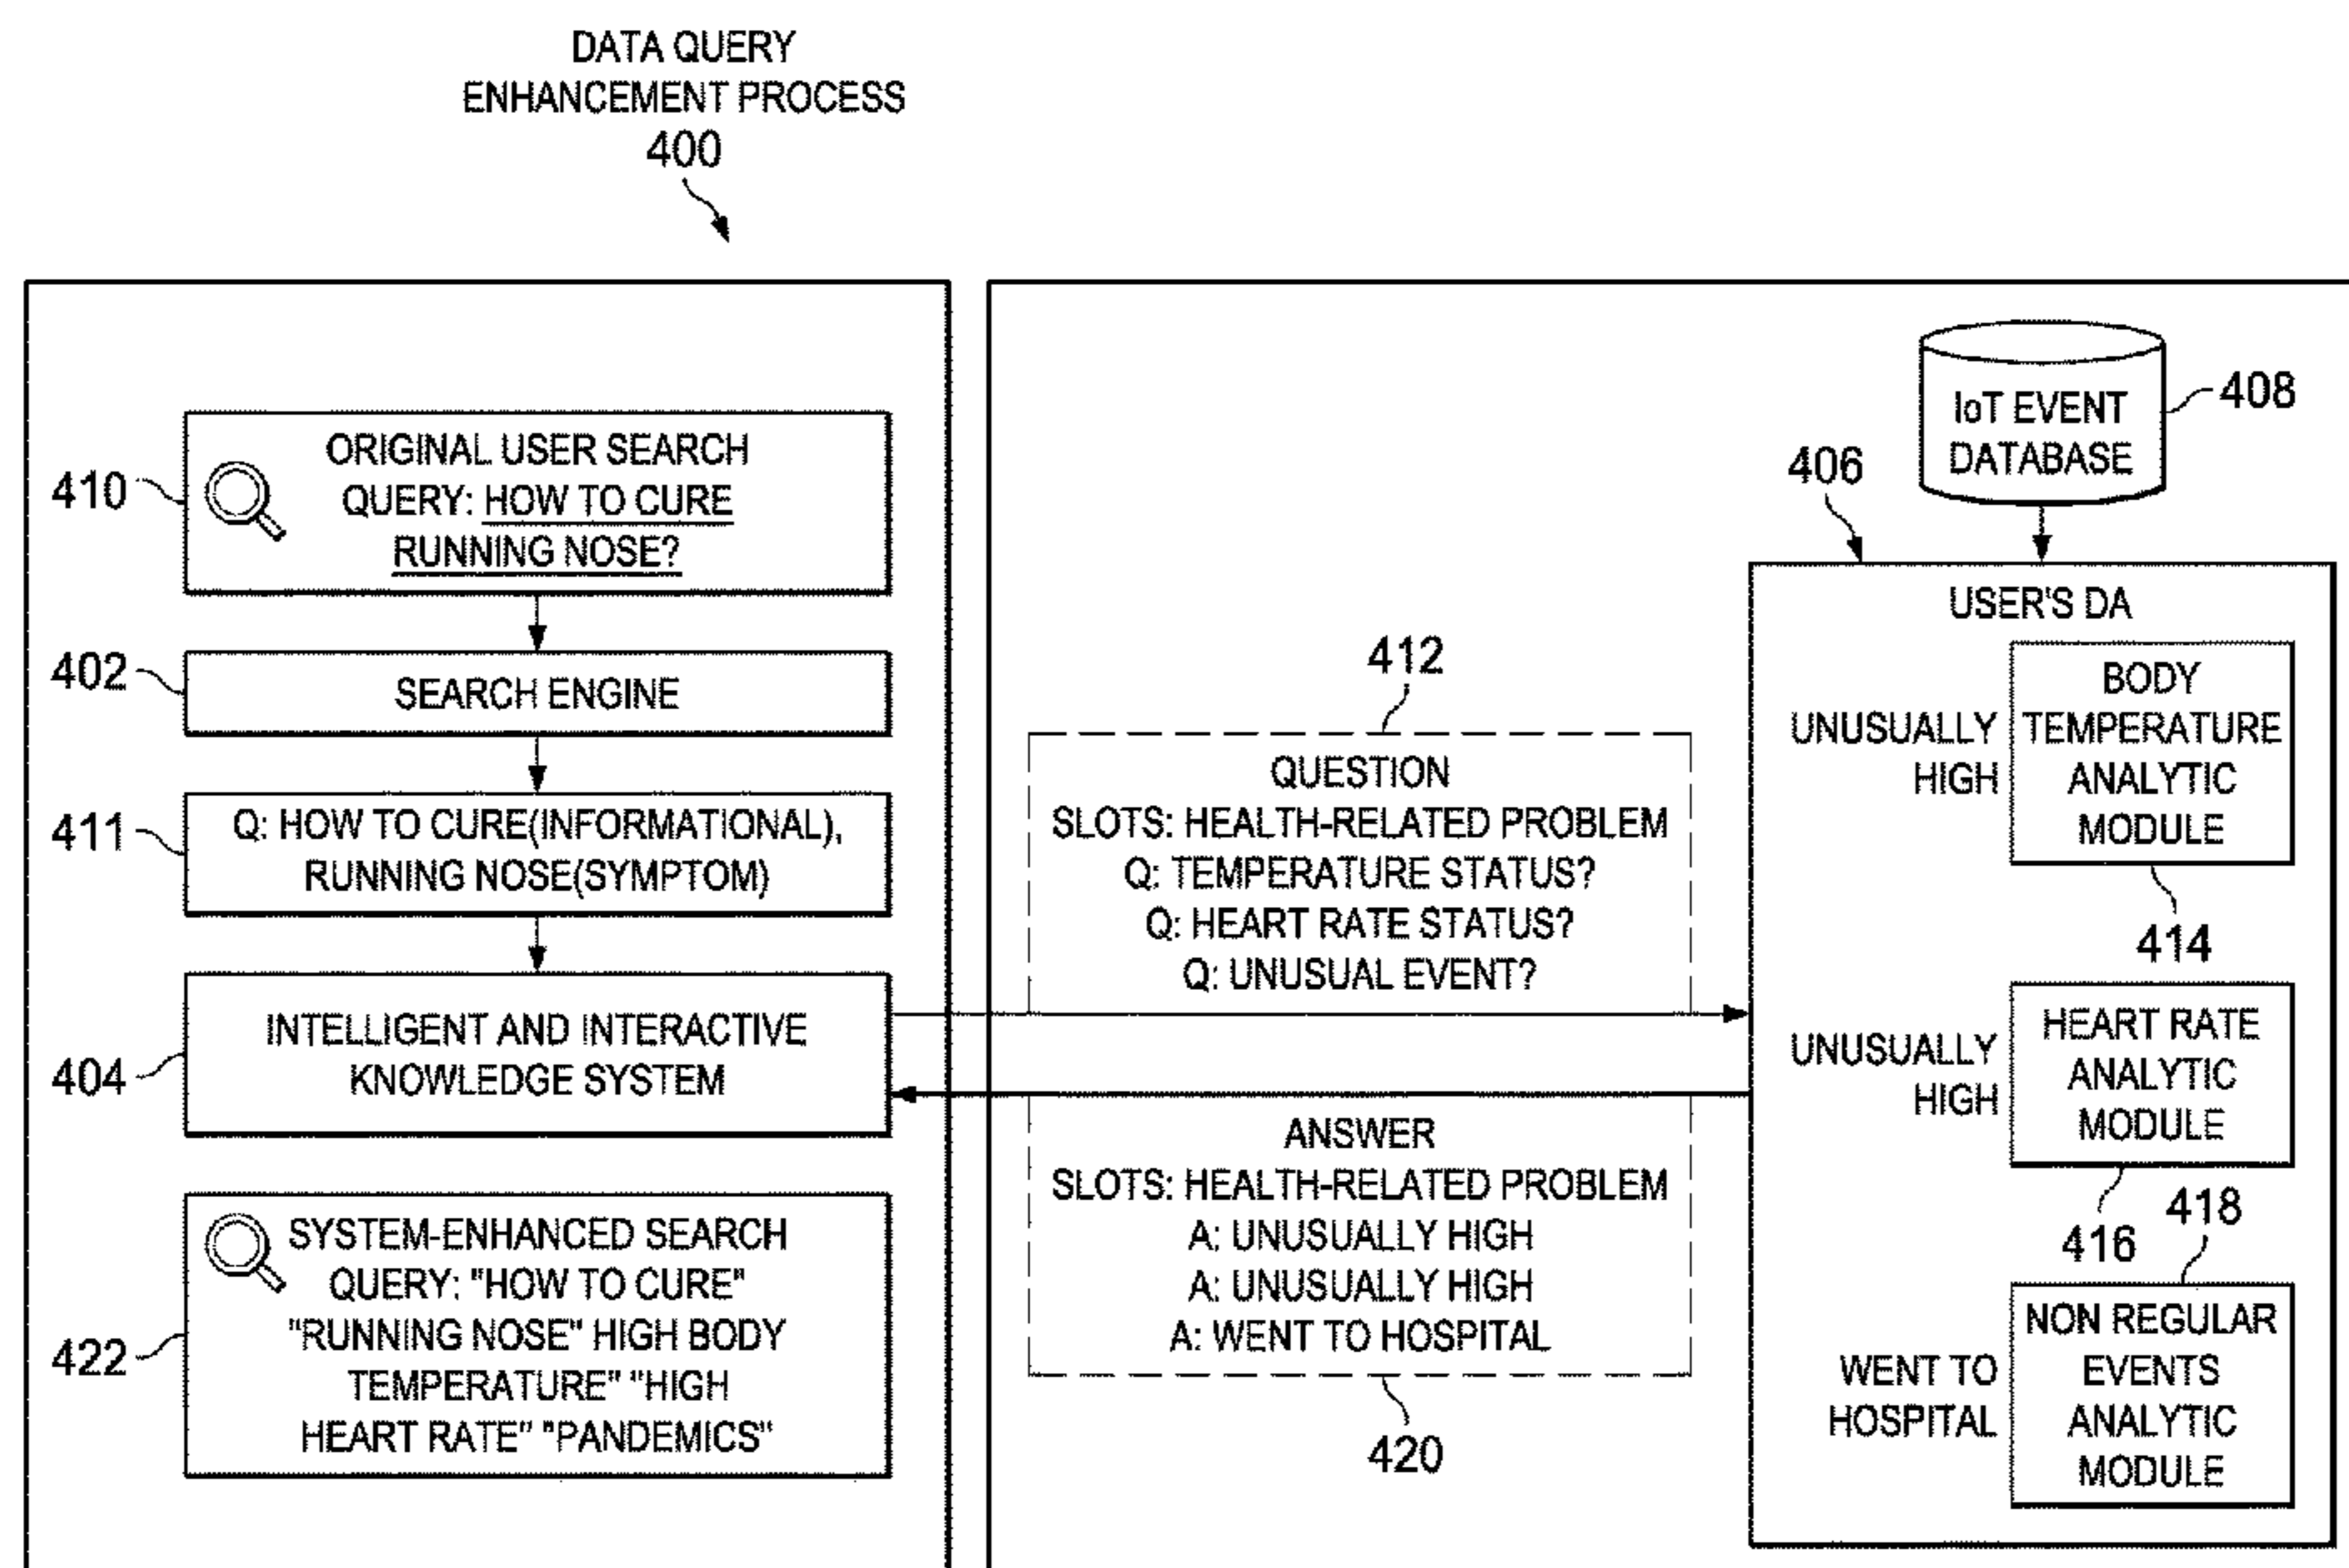 DATA QUERY
ENHANCEMENT PROCESS
400
410
ORIGINAL USER SEARCH
QUERY: HOW TO CURE
RUNNING NOSE?
402
SEARCH ENGINE
411
Q: HOW TO CURE(INFORMATIONAL),
RUNNING NOSE(SYMPTOM)
404
INTELLIGENT AND INTERACTIVE
KNOWLEDGE SYSTEM
422
SYSTEM-ENHANCED SEARCH
QUERY: "HOW TO CURE"
"RUNNING NOSE" HIGH BODY
TEMPERATURE" "HIGH
HEART RATE" "PANDEMICS"
412
QUESTION
SLOTS: HEALTH-RELATED PROBLEM
Q: TEMPERATURE STATUS?
Q: HEART RATE STATUS?
Q: UNUSUAL EVENT?
ANSWER
SLOTS: HEALTH-RELATED PROBLEM
A: UNUSUALLY HIGH
A: UNUSUALLY HIGH
A: WENT TO HOSPITAL
420
IoT EVENT
DATABASE
408
406
USER'S DA
UNUSUALLY
HIGH
BODY
TEMPERATURE
ANALYTIC
MODULE
414
UNUSUALLY
HIGH
HEART RATE
ANALYTIC
MODULE
416
418
WENT TO
HOSPITAL
NON REGULAR
EVENTS
ANALYTIC
MODULE